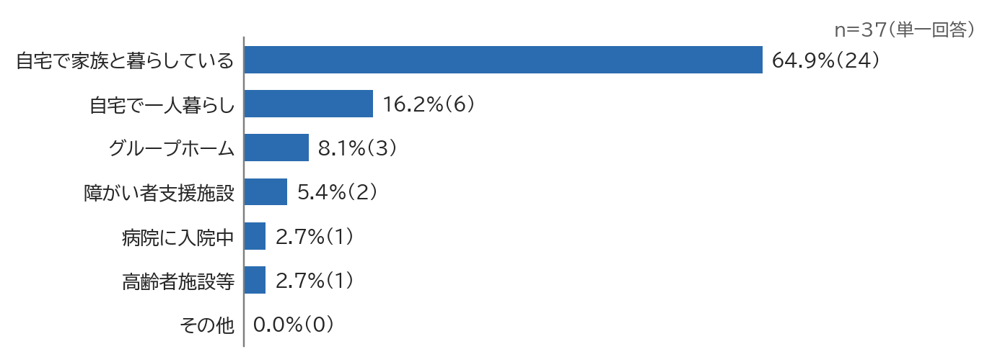 n=37(単一回答)
自宅で家族と暮らしている 64.9%(24)
自宅で一人暮らし 16.2%(6)
グループホーム 8.1%(3)
障がい者支援施設 5.4%(2)
病院に入院中 2.7%(1)
高齢者施設等 2.7%(1)
その他 0.0%(0)